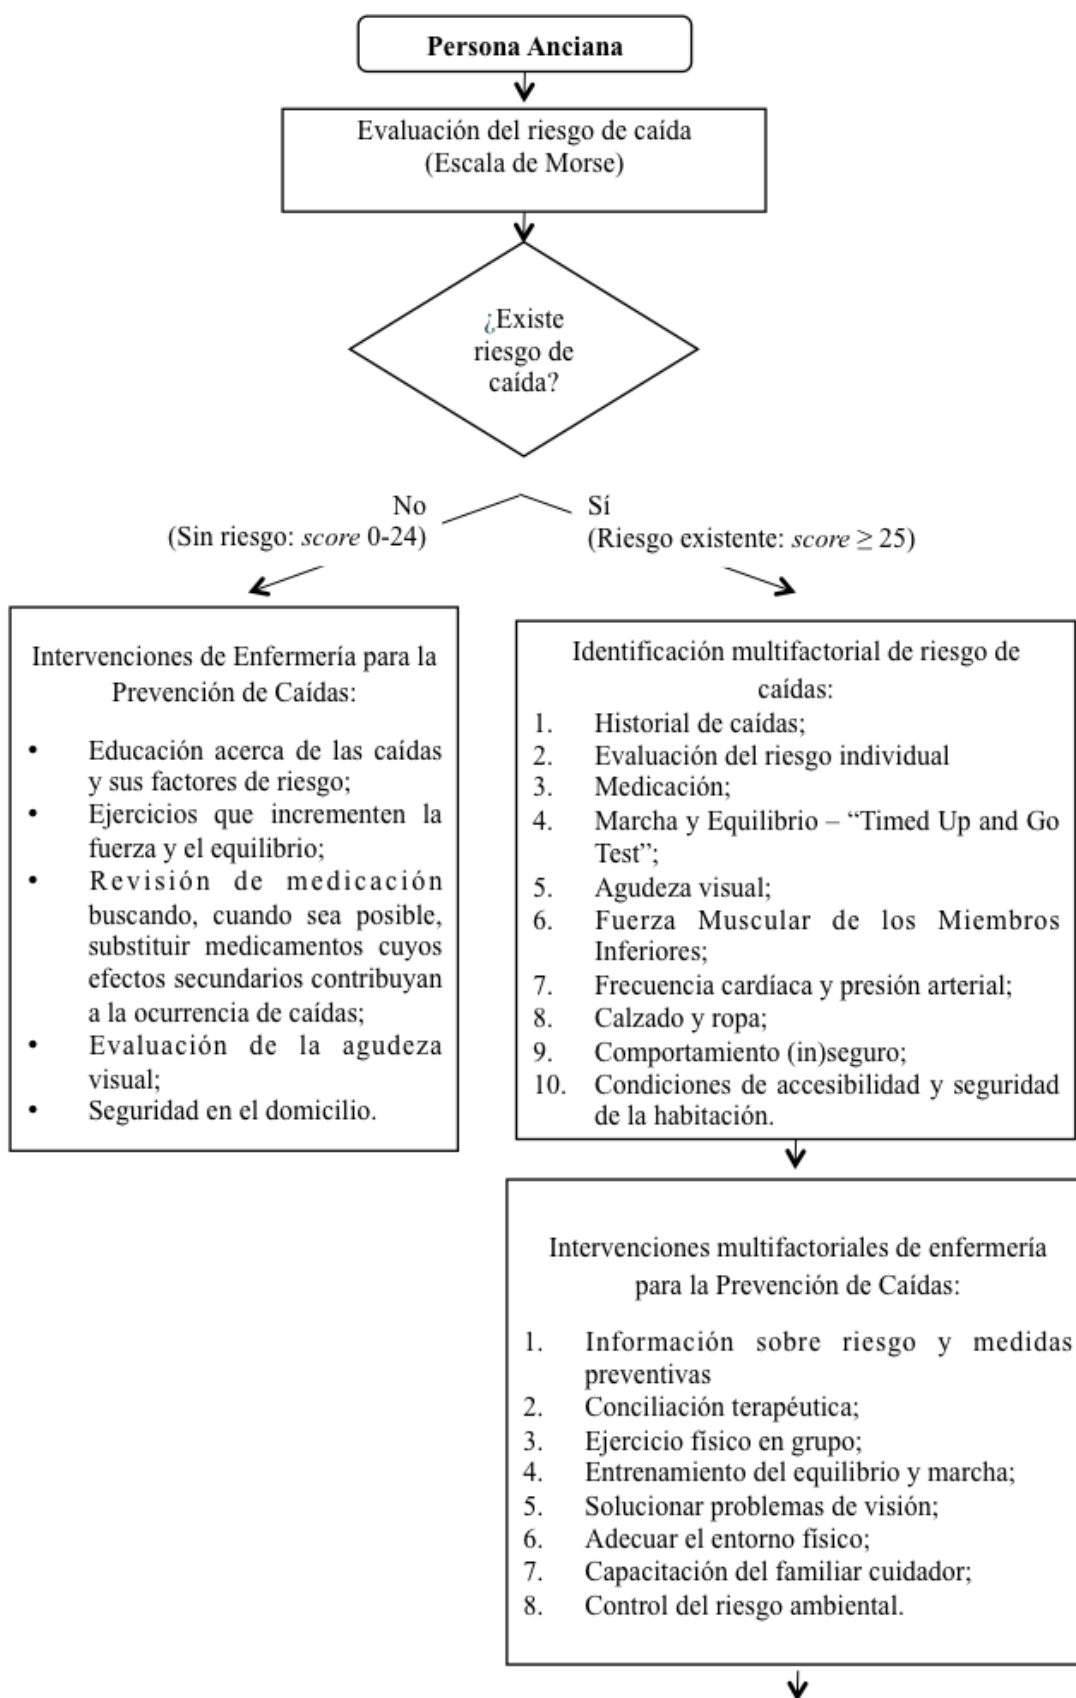 Persona Anciana
Evaluación del riesgo de caída
(Escala de Morse)
¿Existe
riesgo de
caída?
No
(Sin riesgo: score 0-24)
Sí
(Riesgo existente: score ≥ 25)
Intervenciones de Enfermería para la
Prevención de Caídas:
• Educación acerca de las caídas
y sus factores de riesgo;
• Ejercicios que incrementen la
fuerza y el equilibrio;
• Revisión de medicación
buscando, cuando sea posible,
substituir medicamentos cuyos
efectos secundarios contribuyan
a la ocurrencia de caídas;
• Evaluación de la agudeza
visual;
• Seguridad en el domicilio.
Identificación multifactorial de riesgo de
caídas:
1. Historial de caídas;
2. Evaluación del riesgo individual
3. Medicación;
4. Marcha y Equilibrio – “Timed Up and Go
Test”;
5. Agudeza visual;
6. Fuerza Muscular de los Miembros
Inferiores;
7. Frecuencia cardíaca y presión arterial;
8. Calzado y ropa;
9. Comportamiento (in)seguro;
10. Condiciones de accesibilidad y seguridad
de la habitación.
Intervenciones multifactoriales de enfermería
para la Prevención de Caídas:
1. Información sobre riesgo y medidas
preventivas
2. Conciliación terapéutica;
3. Ejercicio físico en grupo;
4. Entrenamiento del equilibrio y marcha;
5. Solucionar problemas de visión;
6. Adecuar el entorno físico;
7. Capacitación del familiar cuidador;
8. Control del riesgo ambiental.